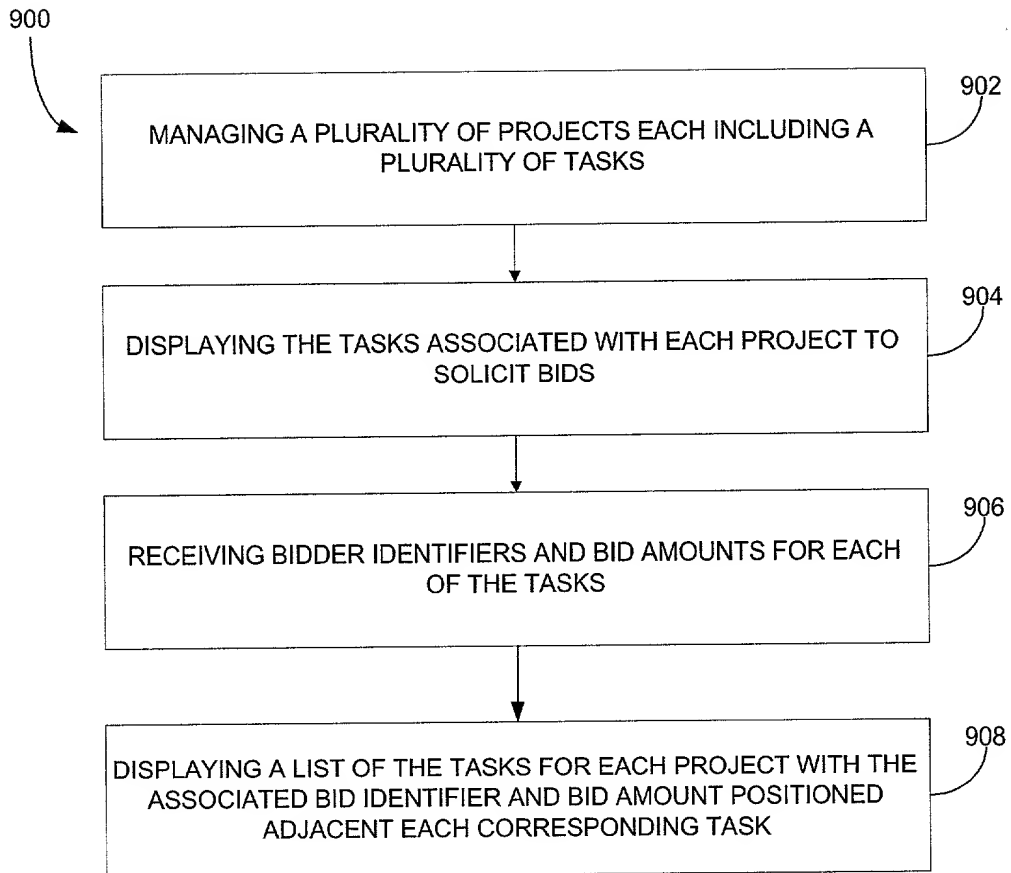 900
902
MANAGING A PLURALITY OF PROJECTS EACH INCLUDING A
PLURALITY OF TASKS
904
DISPLAYING THE TASKS ASSOCIATED WITH EACH PROJECT TO
SOLICIT BIDS
906
RECEIVING BIDDER IDENTIFIERS AND BID AMOUNTS FOR EACH
OF THE TASKS
908
DISPLAYING A LIST OF THE TASKS FOR EACH PROJECT WITH THE
ASSOCIATED BID IDENTIFIER AND BID AMOUNT POSITIONED
ADJACENT EACH CORRESPONDING TASK